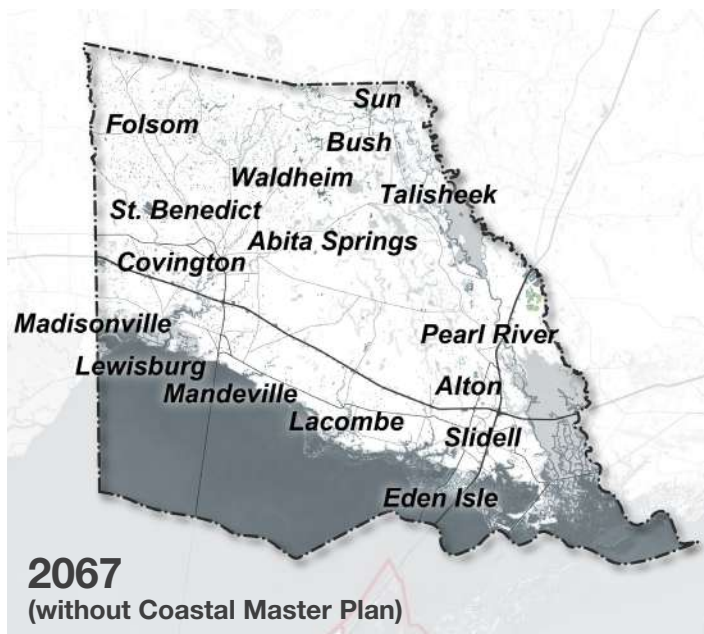 Sun
Folsom
Bush
Waldheim
Talisheek
St. Benedict
Abita Springs
Covington
Madisonville
Pearl River
Lewisburg
Mandeville
Alton
Lacombe
Slidell
Eden Isle
2067
(without Coastal Master Plan)